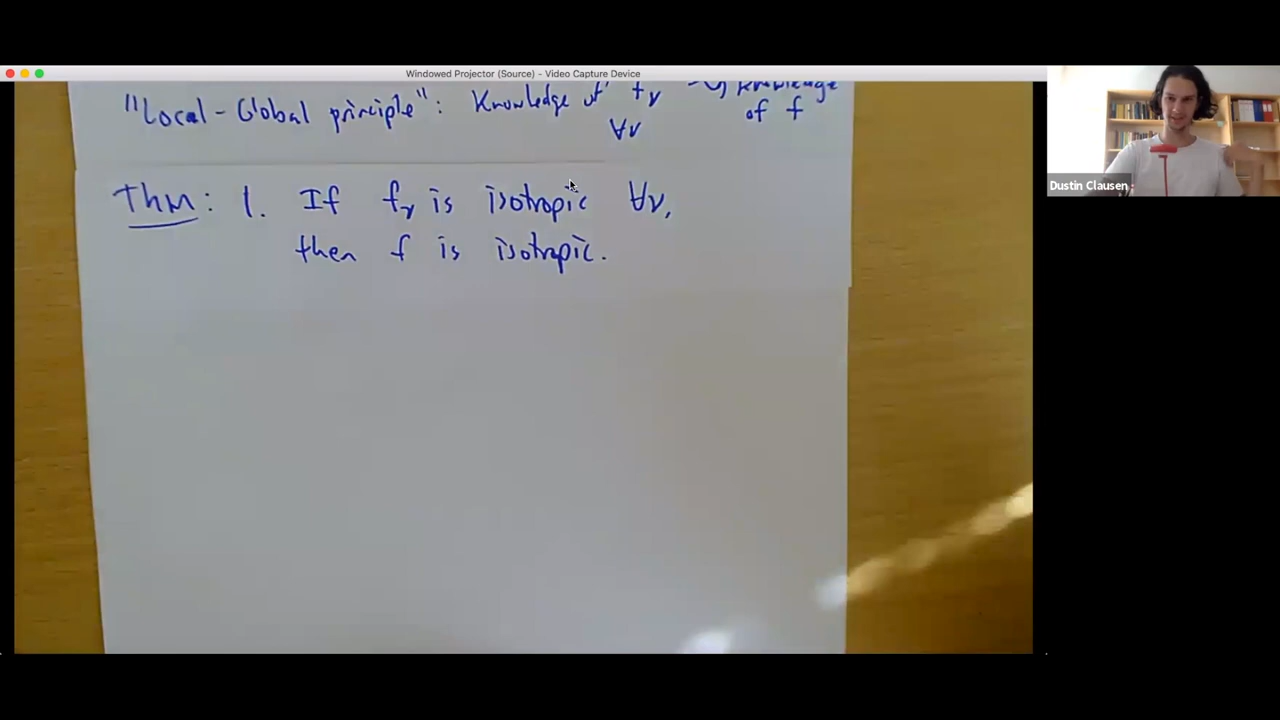 Windowed Projector (Source) - Video Capture Device
"Local-Global principle": Knowledge of f_v ⇝ knowledge
∀v of f
Thm: 1. If f_v is isotropic ∀v,
then f is isotropic.
Dustin Clausen